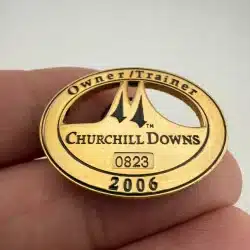 Owner/Trainer
TM
CHURCHILL DOWNS
0823
2006